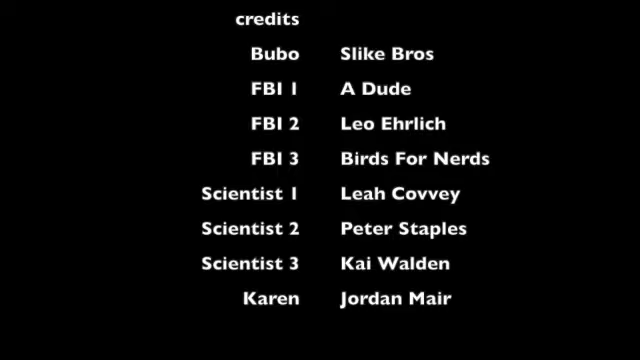 credits
Bubo Slike Bros
FBI 1 A Dude
FBI 2 Leo Ehrlich
FBI 3 Birds For Nerds
Scientist 1 Leah Covvey
Scientist 2 Peter Staples
Scientist 3 Kai Walden
Karen Jordan Mair